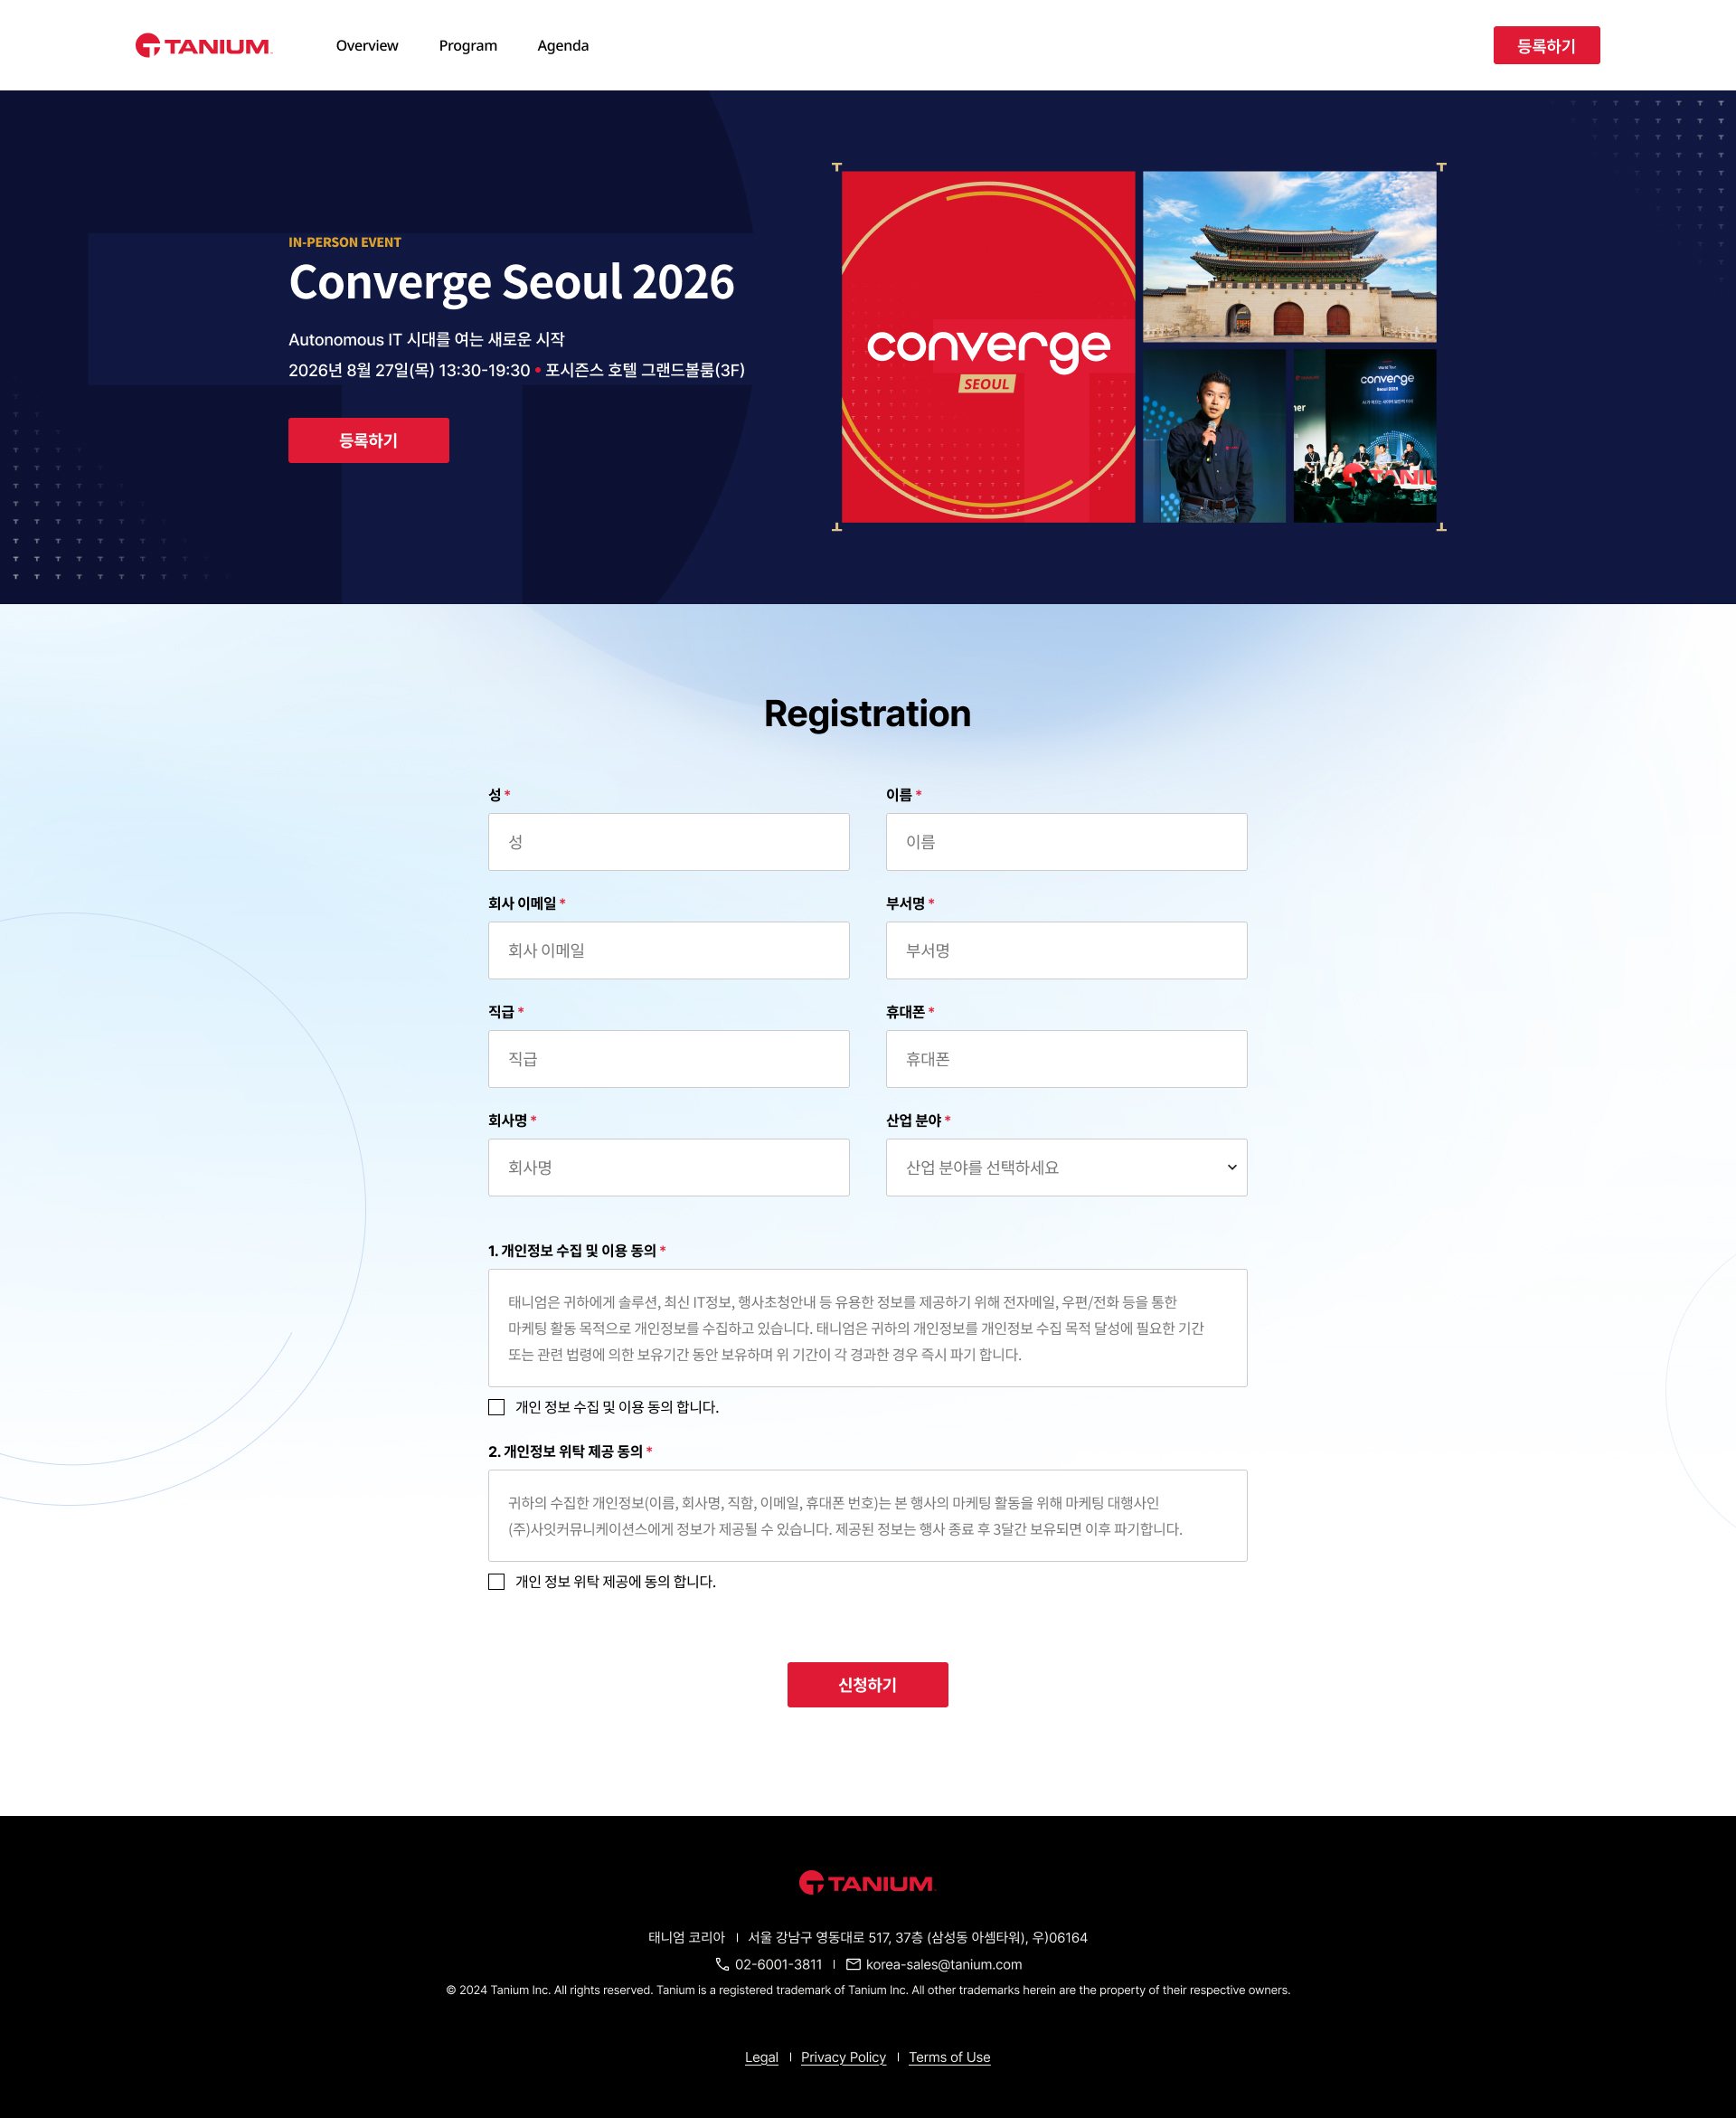 TANIUM
Overview
Program
Agenda
등록하기
IN-PERSON EVENT
Converge Seoul 2026
Autonomous IT 시대를 여는 새로운 시작
2026년 8월 27일(목) 13:30-19:30 • 포시즌스 호텔 그랜드볼룸(3F)
등록하기
converge
SEOUL
converge
TANIU
Registration
성 *
이름 *
성
이름
회사 이메일 *
부서명 *
회사 이메일
부서명
직급 *
휴대폰 *
직급
휴대폰
회사명 *
산업 분야 *
회사명
산업 분야를 선택하세요
1. 개인정보 수집 및 이용 동의 *
태니엄은 귀하에게 솔루션, 최신 IT정보, 행사초청안내 등 유용한 정보를 제공하기 위해 전자메일, 우편/전화 등을 통한
마케팅 활동 목적으로 개인정보를 수집하고 있습니다. 태니엄은 귀하의 개인정보를 개인정보 수집 목적 달성에 필요한 기간
또는 관련 법령에 의한 보유기간 동안 보유하며 위 기간이 각 경과한 경우 즉시 파기 합니다.
개인 정보 수집 및 이용 동의 합니다.
2. 개인정보 위탁 제공 동의 *
귀하의 수집한 개인정보(이름, 회사명, 직함, 이메일, 휴대폰 번호)는 본 행사의 마케팅 활동을 위해 마케팅 대행사인
(주)사잇커뮤니케이션스에게 정보가 제공될 수 있습니다. 제공된 정보는 행사 종료 후 3달간 보유되면 이후 파기합니다.
개인 정보 위탁 제공에 동의 합니다.
신청하기
TANIUM
태니엄 코리아 | 서울 강남구 영동대로 517, 37층 (삼성동 아셈타워), 우)06164
02-6001-3811 | korea-sales@tanium.com
© 2024 Tanium Inc. All rights reserved. Tanium is a registered trademark of Tanium Inc. All other trademarks herein are the property of their respective owners.
Legal | Privacy Policy | Terms of Use